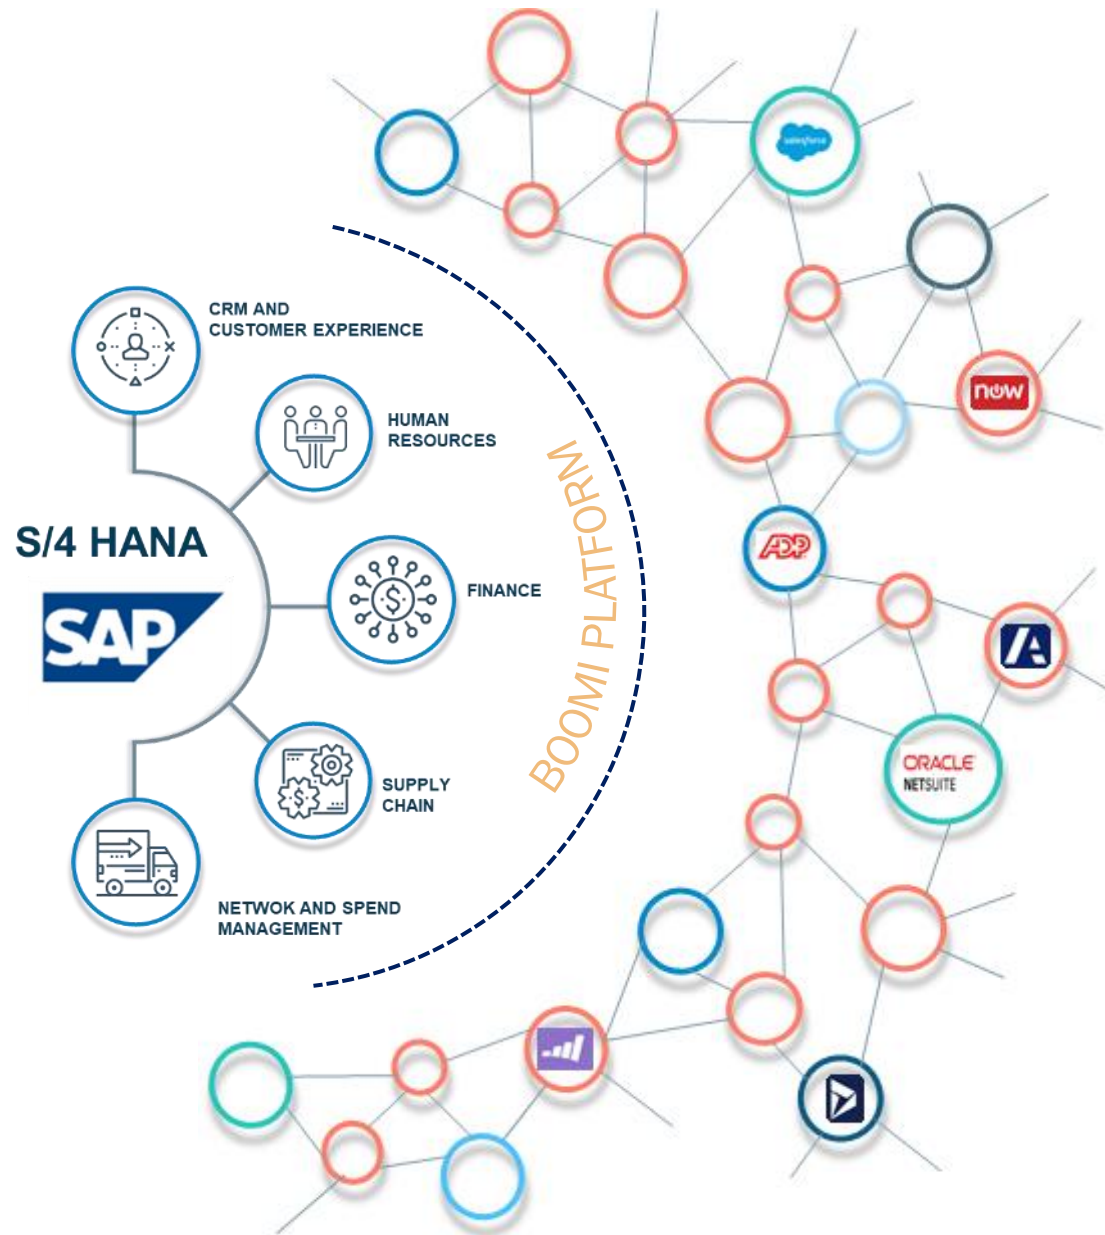 salesforce
CRM AND
CUSTOMER EXPERIENCE
now
HUMAN
RESOURCES
BOOMI PLATFORM
S/4 HANA
ADP
FINANCE
SAP
ORACLE
NETSUITE
SUPPLY
CHAIN
NETWOK AND SPEND
MANAGEMENT